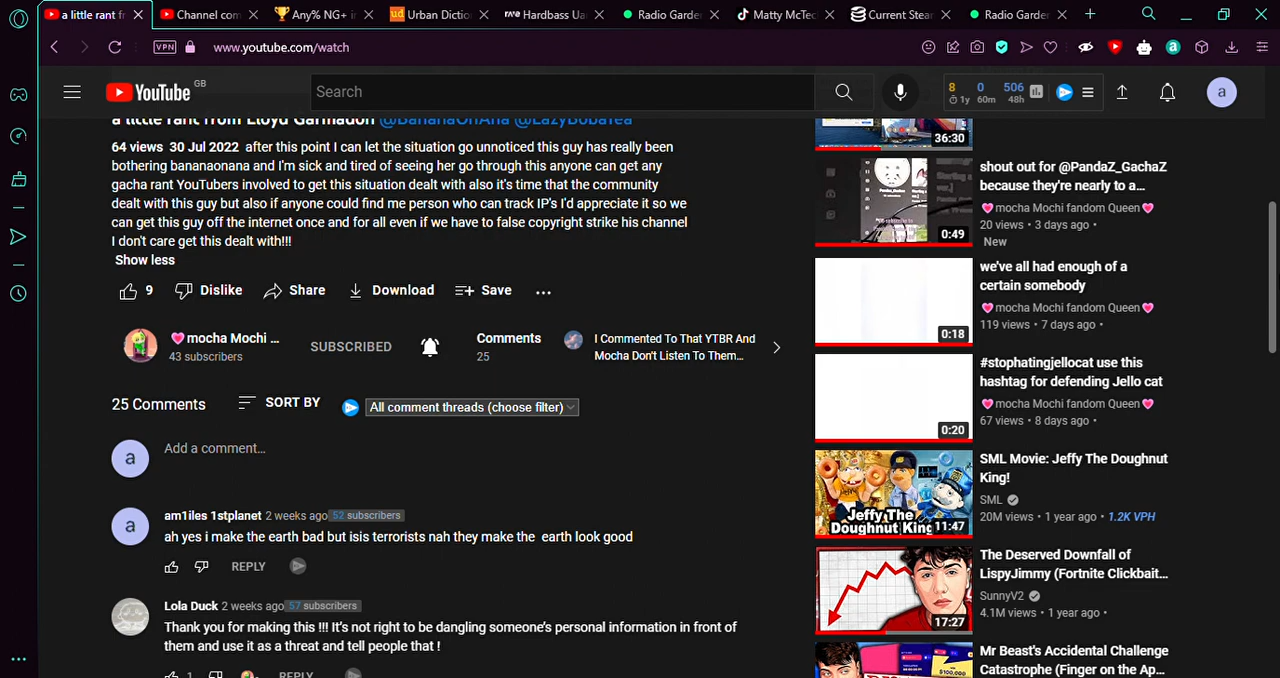 a little rant fr
Channel com
Any% NG+ i
Urban Dictio
Hardbass Ua
Radio Garde
Matty McTec
Current Stea
Radio Garde
VPN
www.youtube.com/watch
YouTube
GB
Search
8
1y
0
60m
506
48h
a
a little rant from Lloyd Garmadon @BananaOnAna @LazyBobaTea
64 views 30 Jul 2022 after this point I can let the situation go unnoticed this guy has really been
bothering banaonana and I'm sick and tired of seeing her go through this anyone can get any
gacha rant YouTubers involved to get this situation dealt with also it's time that the community
dealt with this guy but also if anyone could find me person who can track IP's I'd appreciate it so we
can get this guy off the internet once and for all even if we have to false copyright strike his channel
I don't care get this dealt with!!!
Show less
9
Dislike
Share
Download
Save
mocha Mochi ...
43 subscribers
SUBSCRIBED
Comments
25
I Commented To That YTBR And
Mocha Don't Listen To Them...
25 Comments
SORT BY
All comment threads (choose filter)
a
Add a comment...
a
am1iles 1stplanet 2 weeks ago 52 subscribers
ah yes i make the earth bad but isis terrorists nah they make the earth look good
REPLY
Lola Duck 2 weeks ago 57 subscribers
Thank you for making this !!! It's not right to be dangling someone's personal information in front of
them and use it as a threat and tell people that !
1
REPLY
36:30
0:49
shout out for @PandaZ_GachaZ
because they're nearly to a...
mocha Mochi fandom Queen
20 views • 3 days ago •
New
0:18
we've all had enough of a
certain somebody
mocha Mochi fandom Queen
119 views • 7 days ago •
0:20
#stophatingjellocat use this
hashtag for defending Jello cat
mocha Mochi fandom Queen
67 views • 8 days ago •
Jeffy The
Doughnut King
11:47
SML Movie: Jeffy The Doughnut
King!
SML
20M views • 1 year ago • 1.2K VPH
17:27
The Deserved Downfall of
LispyJimmy (Fortnite Clickbait...
SunnyV2
4.1M views • 1 year ago •
Mr Beast's Accidental Challenge
Catastrophe (Finger on the Ap...